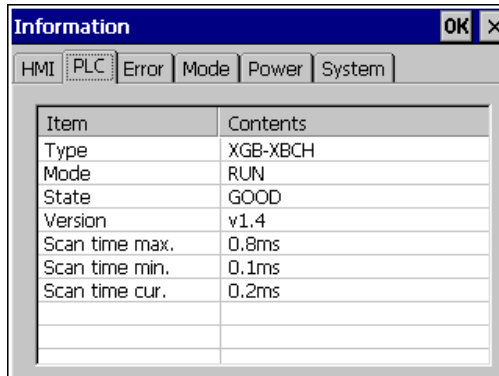 Information OK ×
HMI PLC Error Mode Power System
Item Contents
Type XGB-XBCH
Mode RUN
State GOOD
Version v1.4
Scan time max. 0.8ms
Scan time min. 0.1ms
Scan time cur. 0.2ms